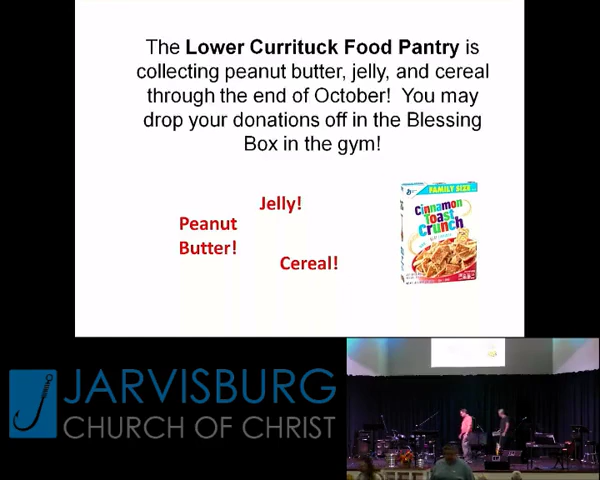 The Lower Currituck Food Pantry is
collecting peanut butter, jelly, and cereal
through the end of October!  You may
drop your donations off in the Blessing
Box in the gym!
Jelly!
Peanut
Butter!
Cereal!
FAMILY SIZE
Cinnamon
Toast
Crunch
JARVISBURG
CHURCH OF CHRIST